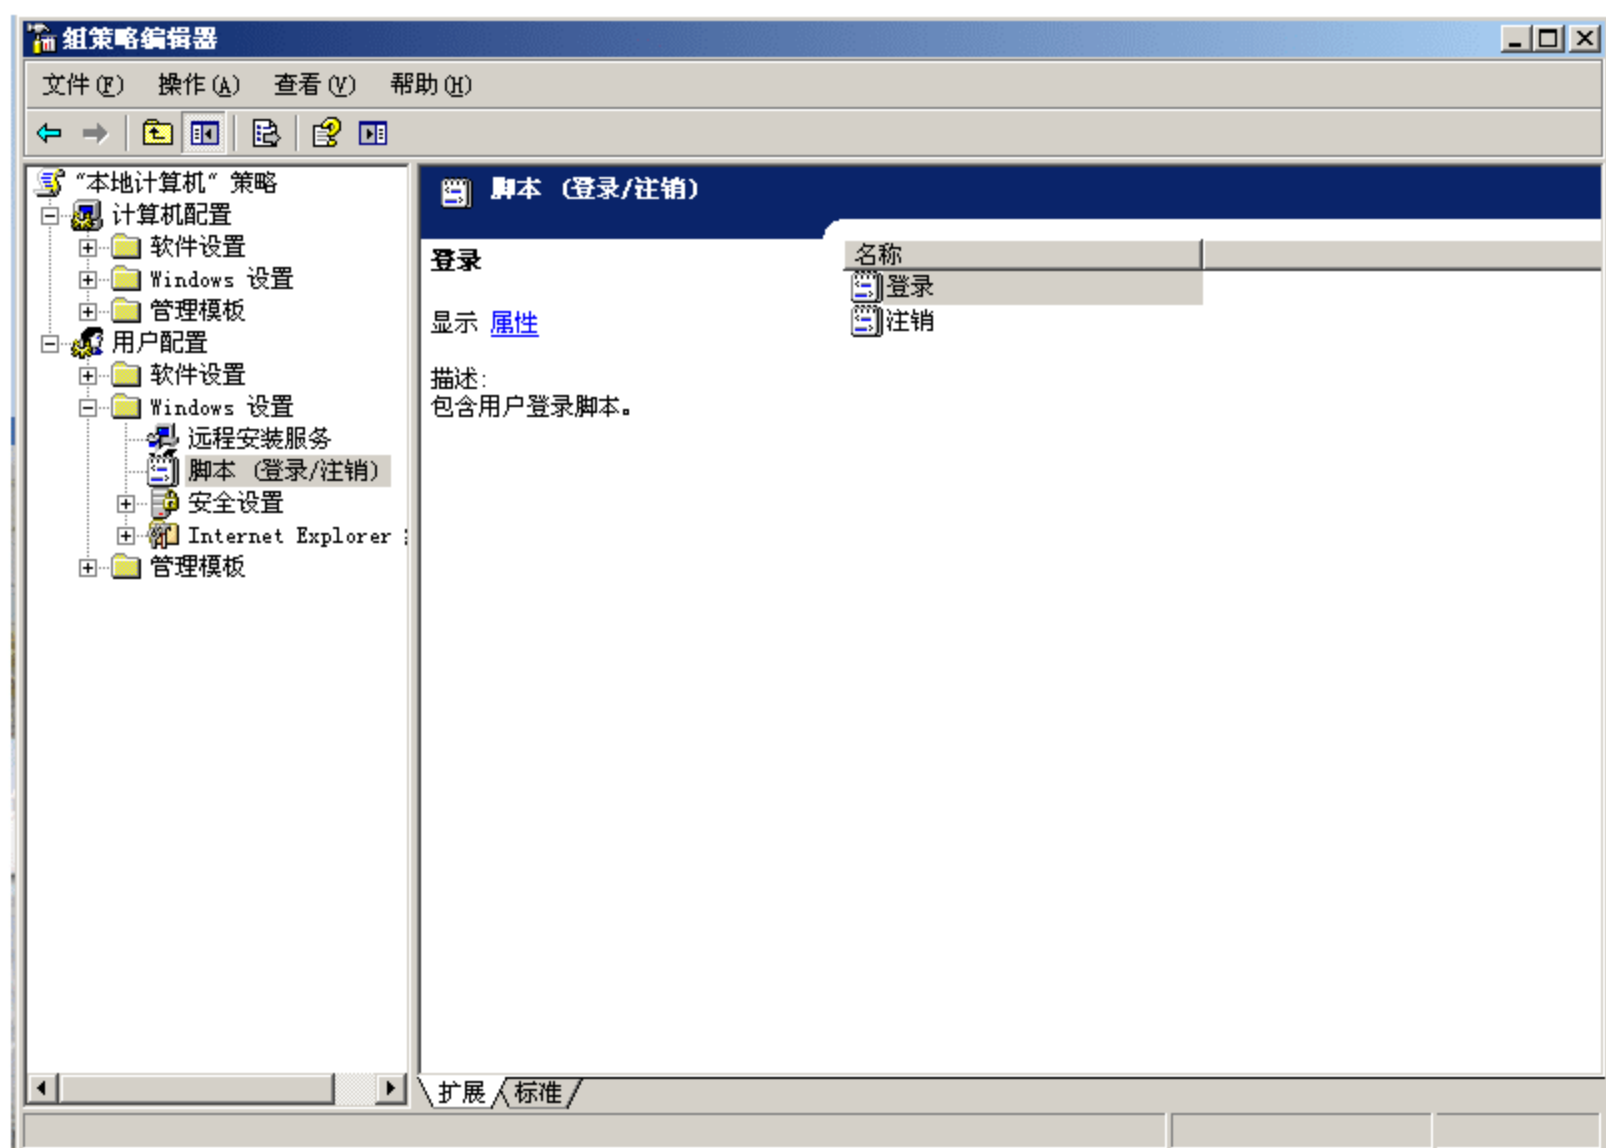 组策略编辑器
文件(F) 操作(A) 查看(V) 帮助(H)
“本地计算机”策略
计算机配置
软件设置
Windows 设置
管理模板
用户配置
软件设置
Windows 设置
远程安装服务
脚本 (登录/注销)
安全设置
Internet Explorer
管理模板
脚本 (登录/注销)
登录
显示 属性
描述:
包含用户登录脚本。
名称
登录
注销
扩展 标准